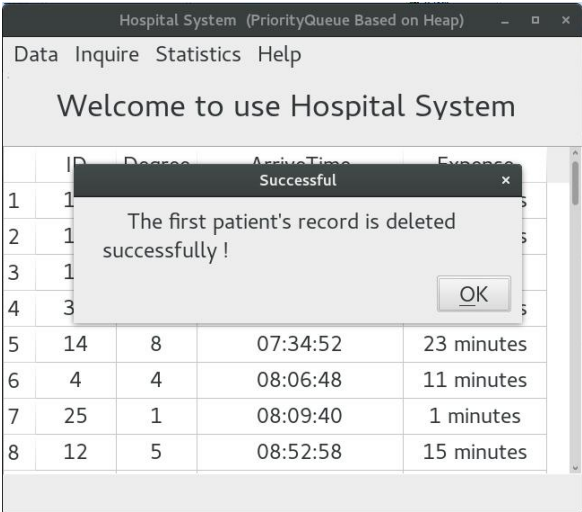 Hospital System (PriorityQueue Based on Heap)
Data Inquire Statistics Help
Welcome to use Hospital System
Successful
The first patient's record is deleted
successfully !
OK
1
2
3
4
5 14 8 07:34:52 23 minutes
6 4 4 08:06:48 11 minutes
7 25 1 08:09:40 1 minutes
8 12 5 08:52:58 15 minutes